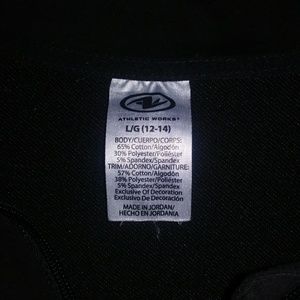 ATHLETIC WORKS®
L/G (12-14)
BODY/CUERPO/CORPS:
65% Cotton/Algodón
30% Polyester/Poliéster
5% Spandex/Spandex
TRIM/ADORNO/GARNITURE:
57% Cotton/Algodón
38% Polyester/Poliéster
5% Spandex/Spandex
Exclusive Of Decoration
Exclusivo De Decoración
MADE IN JORDAN/
HECHO EN JORDANIA